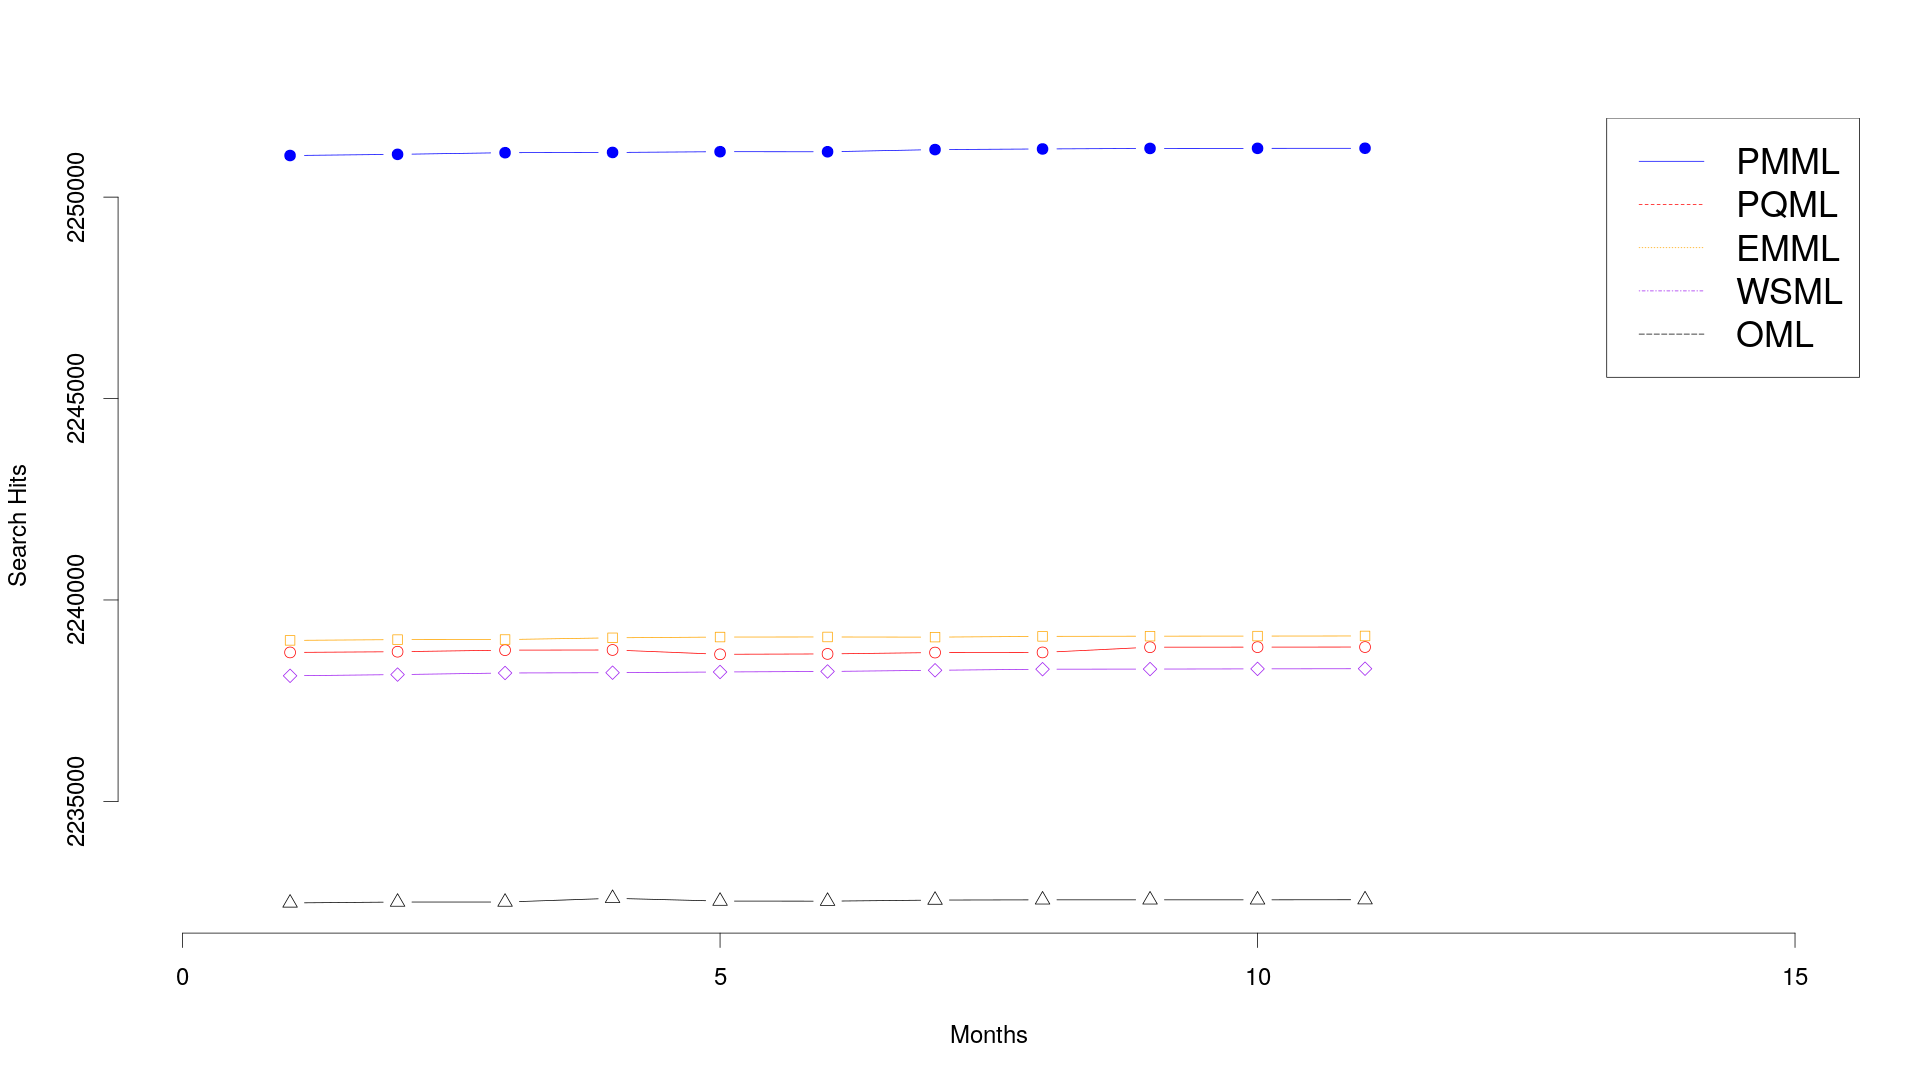 PMML
PQML
EMML
WSML
OML
Search Hits
2250000
2245000
2240000
2235000
0 5 10 15
Months